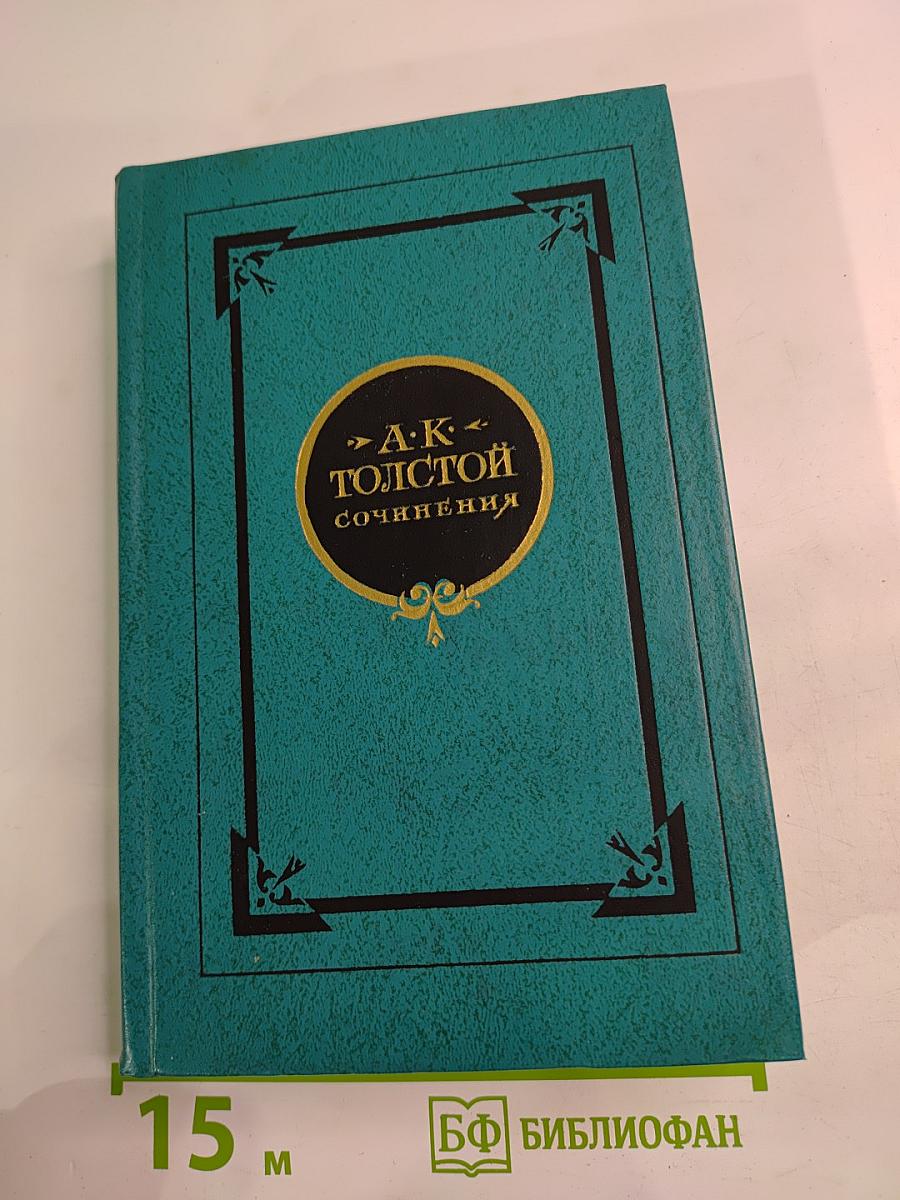 А·К·
ТОЛСТОЙ
СОЧИНЕНИЯ
15 м
БФ БИБЛИОФАН